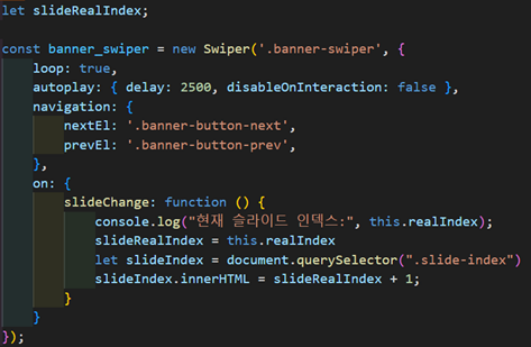 let slideRealIndex;
const banner_swiper = new Swiper('.banner-swiper', {
loop: true,
autoplay: { delay: 2500, disableOnInteraction: false },
navigation: {
nextEl: '.banner-button-next',
prevEl: '.banner-button-prev',
},
on: {
slideChange: function () {
console.log("현재 슬라이드 인덱스:", this.realIndex);
slideRealIndex = this.realIndex
let slideIndex = document.querySelector(".slide-index")
slideIndex.innerHTML = slideRealIndex + 1;
}
}
});